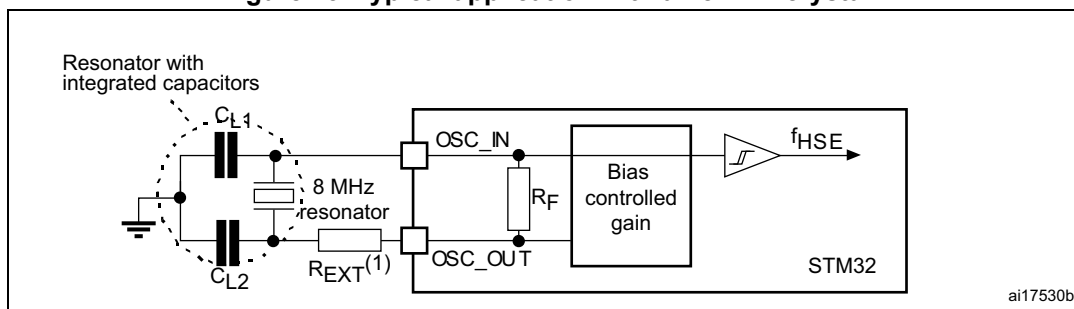 Resonator with
integrated capacitors
CL1
OSC_IN
fHSE
8 MHz
resonator
RF
Bias
controlled
gain
REXT(1)
OSC_OUT
CL2
STM32
ai17530b